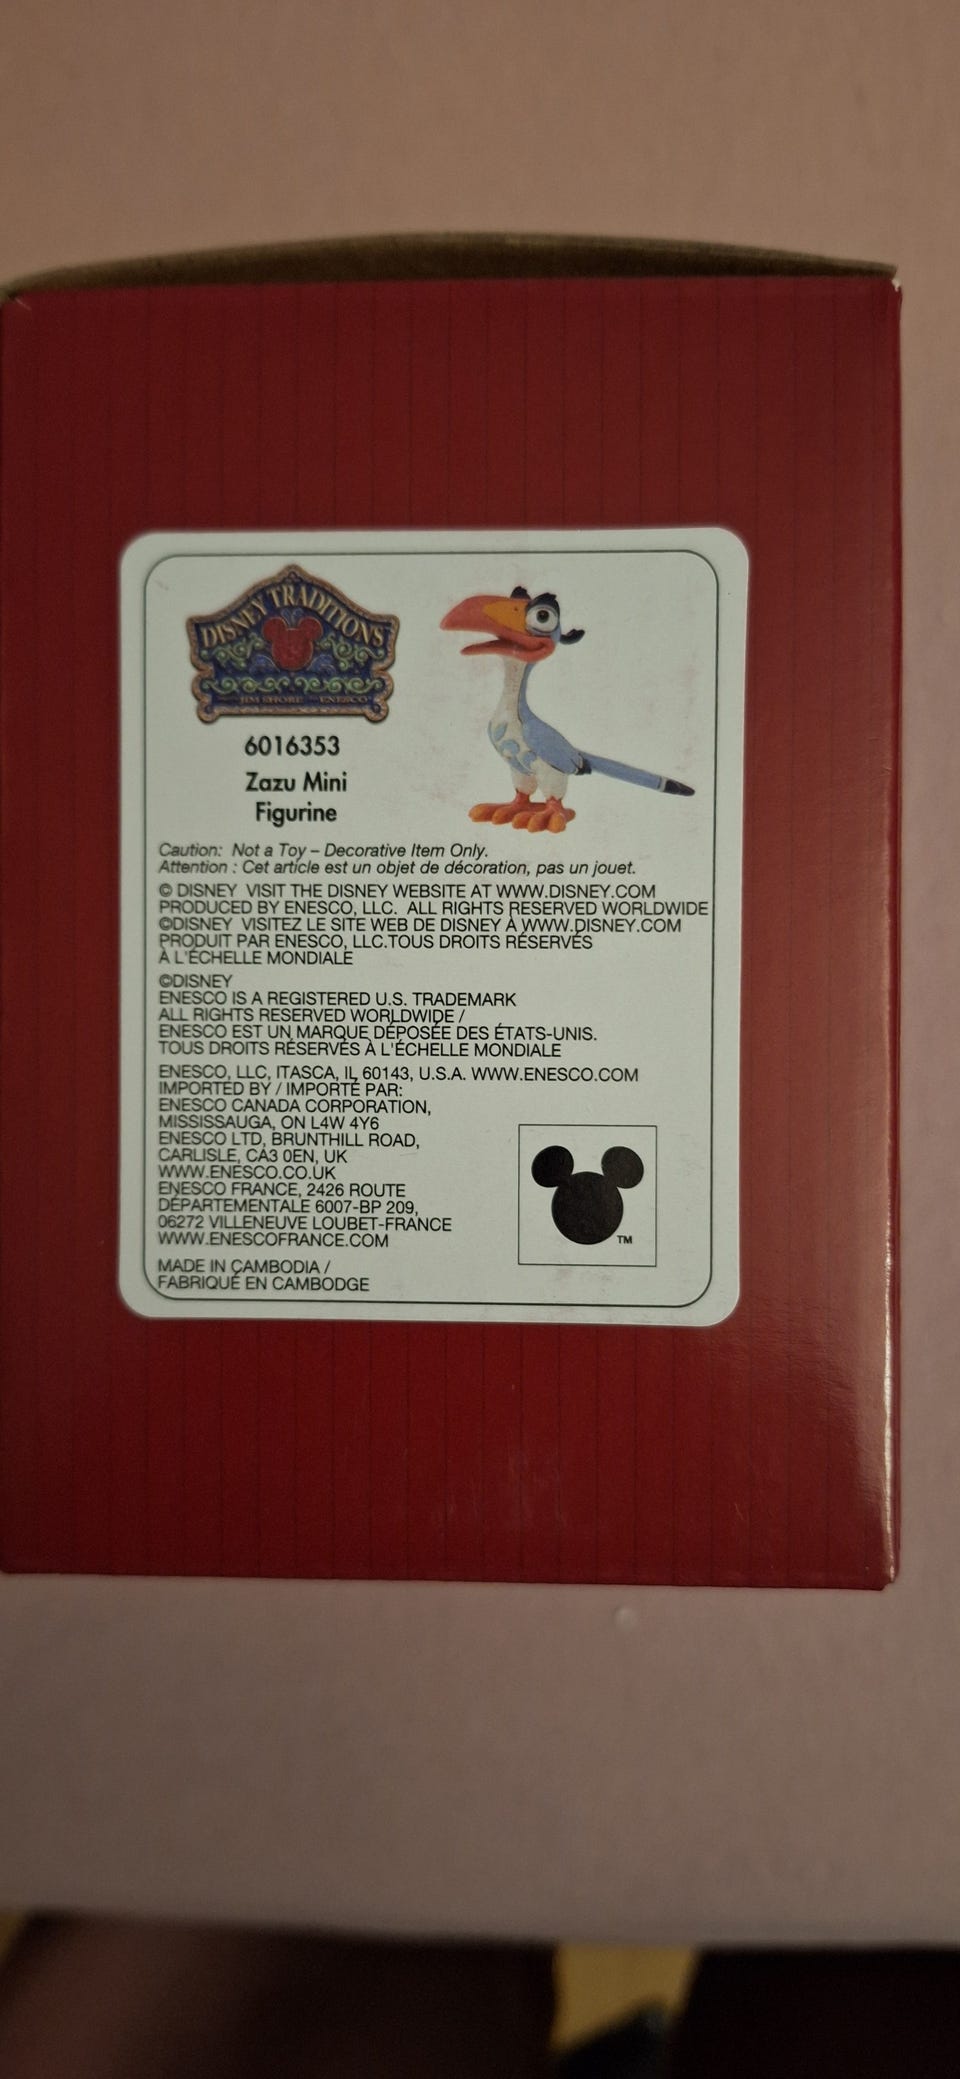 DISNEY TRADITIONS
JIM SHORE ENESCO
6016353
Zazu Mini
Figurine
Caution: Not a Toy – Decorative Item Only.
Attention : Cet article est un objet de décoration, pas un jouet.
© DISNEY VISIT THE DISNEY WEBSITE AT WWW.DISNEY.COM
PRODUCED BY ENESCO, LLC. ALL RIGHTS RESERVED WORLDWIDE
©DISNEY VISITEZ LE SITE WEB DE DISNEY À WWW.DISNEY.COM
PRODUIT PAR ENESCO, LLC.TOUS DROITS RÉSERVÉS
À L'ÉCHELLE MONDIALE
©DISNEY
ENESCO IS A REGISTERED U.S. TRADEMARK
ALL RIGHTS RESERVED WORLDWIDE /
ENESCO EST UN MARQUE DÉPOSÉE DES ÉTATS-UNIS.
TOUS DROITS RÉSERVÉS À L'ÉCHELLE MONDIALE
ENESCO, LLC, ITASCA, IL 60143, U.S.A. WWW.ENESCO.COM
IMPORTED BY / IMPORTÉ PAR:
ENESCO CANADA CORPORATION,
MISSISSAUGA, ON L4W 4Y6
ENESCO LTD, BRUNTHILL ROAD,
CARLISLE, CA3 0EN, UK
WWW.ENESCO.CO.UK
ENESCO FRANCE, 2426 ROUTE
DÉPARTEMENTALE 6007-BP 209,
06272 VILLENEUVE LOUBET-FRANCE
WWW.ENESCOFRANCE.COM
TM
MADE IN CAMBODIA /
FABRIQUÉ EN CAMBODGE